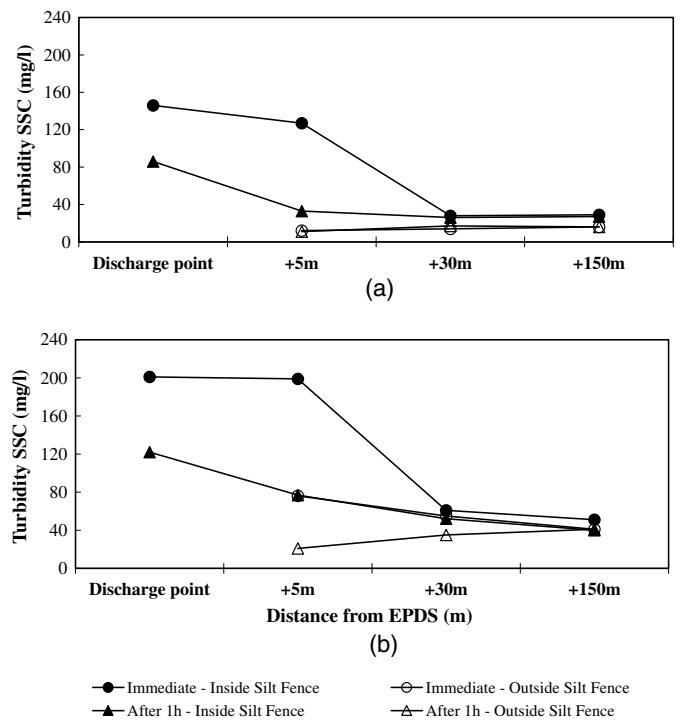 240
200
160
120
80
40
0
Turbidity SSC (mg/l)
Discharge point +5m +30m +150m
(a)
240
200
160
120
80
40
0
Turbidity SSC (mg/l)
Discharge point +5m +30m +150m
Distance from EPDS (m)
(b)
Immediate - Inside Silt Fence Immediate - Outside Silt Fence
After 1h - Inside Silt Fence After 1h - Outside Silt Fence